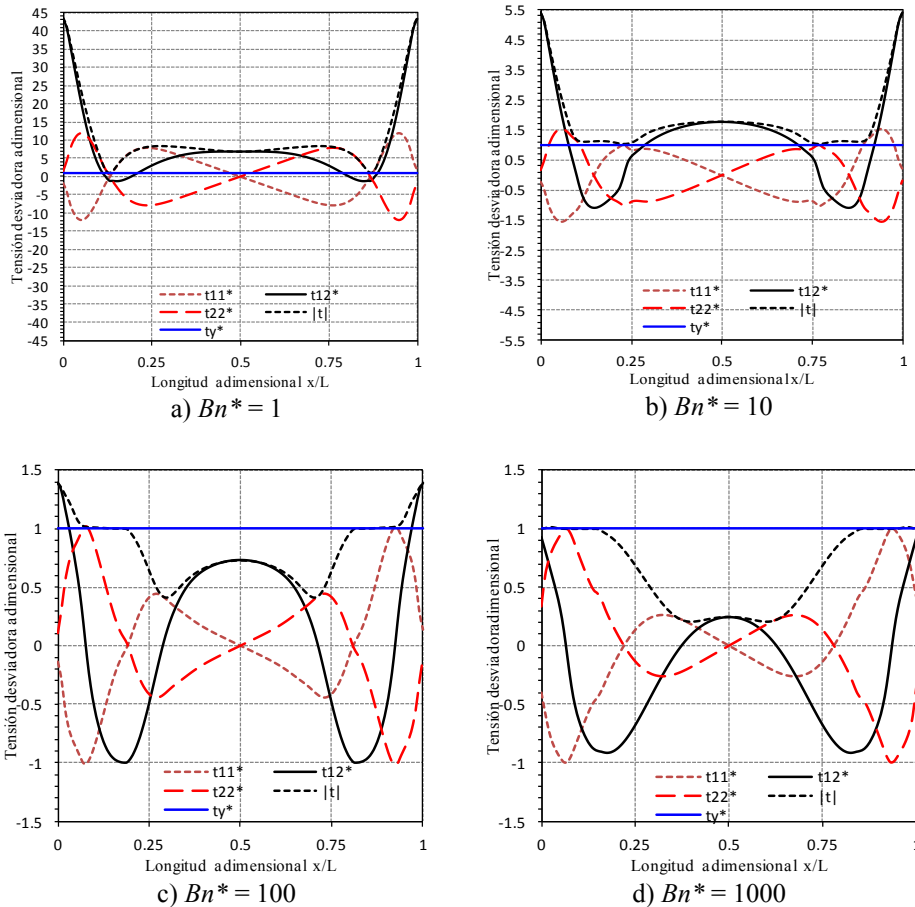 45
40
35
30
25
20
15
10
5
0
-5
-10
-15
-20
-25
-30
-35
-40
-45
Tensión desviadora adimensional
t11*
t12*
t22*
|t|
ty*
0
0.25
0.5
0.75
1
Longitud adimensional x/L
a) Bn* = 1
5.5
4.5
3.5
2.5
1.5
0.5
-0.5
-1.5
-2.5
-3.5
-4.5
-5.5
Tensión desviadora adimensional
t11*
t12*
t22*
|t|
ty*
0
0.25
0.5
0.75
1
Longitud adimensional x/L
b) Bn* = 10
1.5
1
0.5
0
-0.5
-1
-1.5
Tensión desviadora adimensional
t11*
t12*
t22*
|t|
ty*
0
0.25
0.5
0.75
1
Longitud adimensional x/L
c) Bn* = 100
1.5
1
0.5
0
-0.5
-1
-1.5
Tensión desviadora adimensional
t11*
t12*
t22*
|t|
ty*
0
0.25
0.5
0.75
1
Longitud adimensional x/L
d) Bn* = 1000